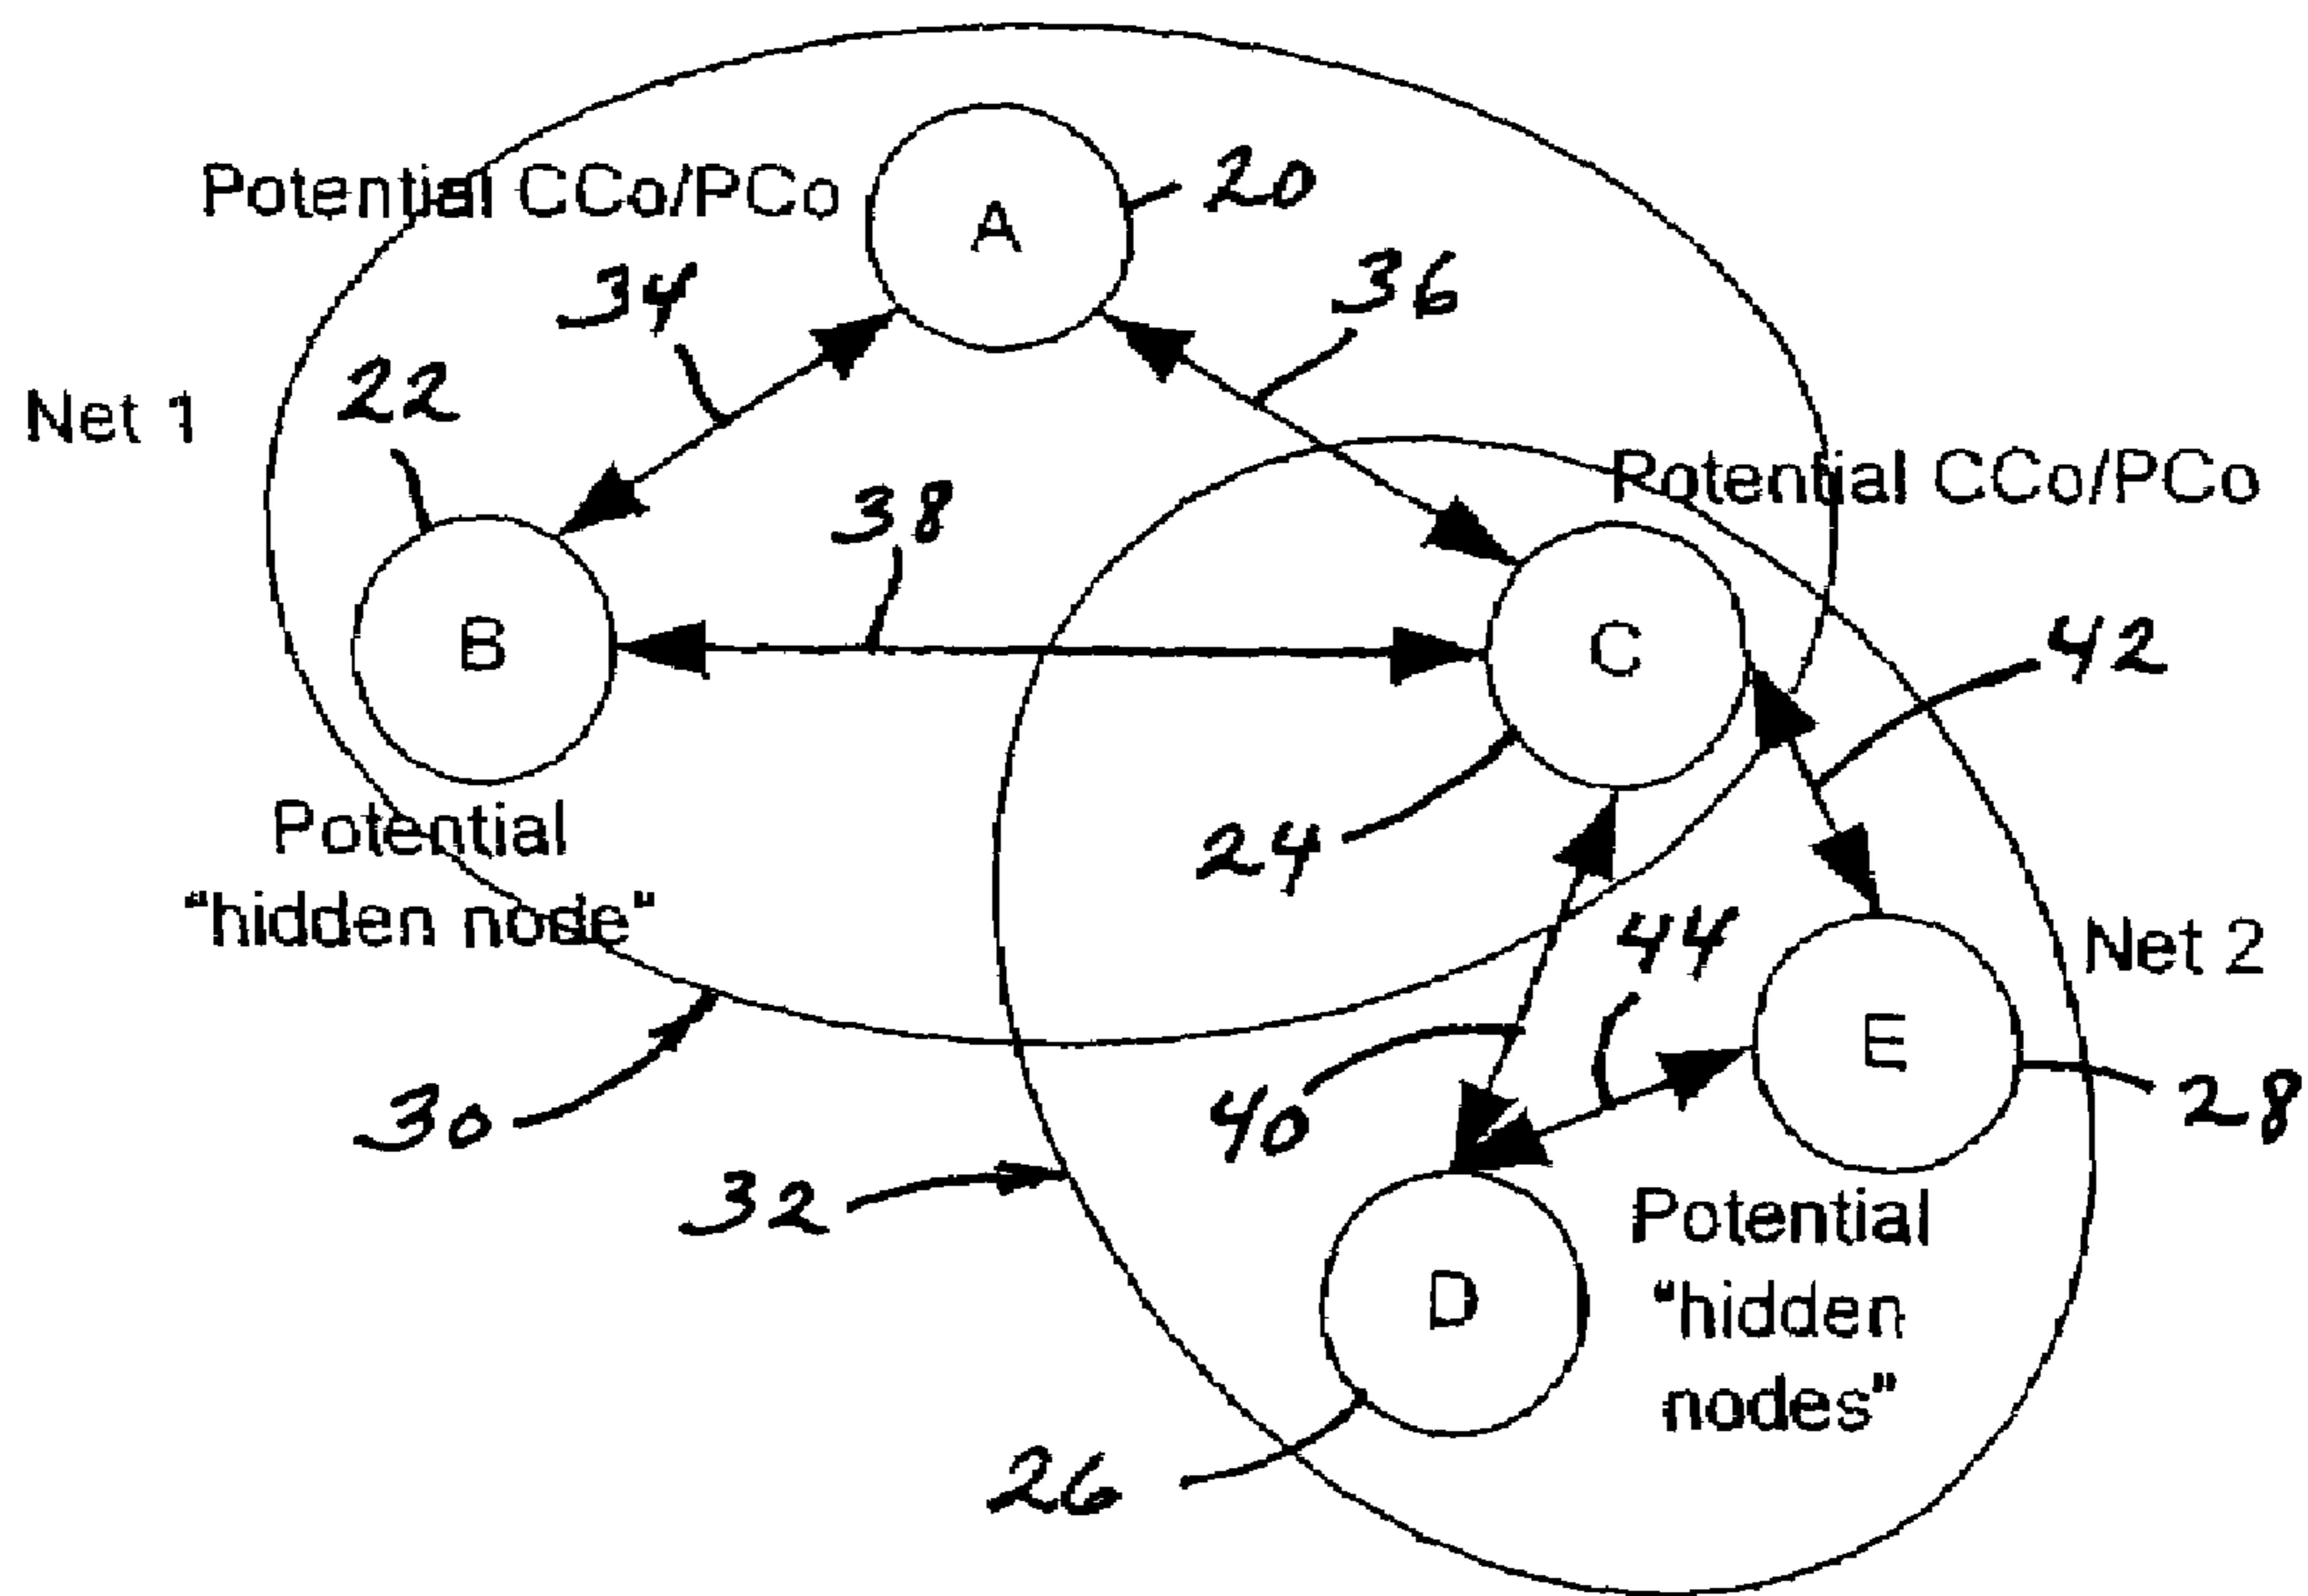 Potential CCo/PCo
A
20
34
36
Net 1
22
Potential CCo/PCo
38
B
C
42
Potential
"hidden node"
24
44
Net 2
E
30
40
28
32
Potential
"hidden
nodes"
D
26